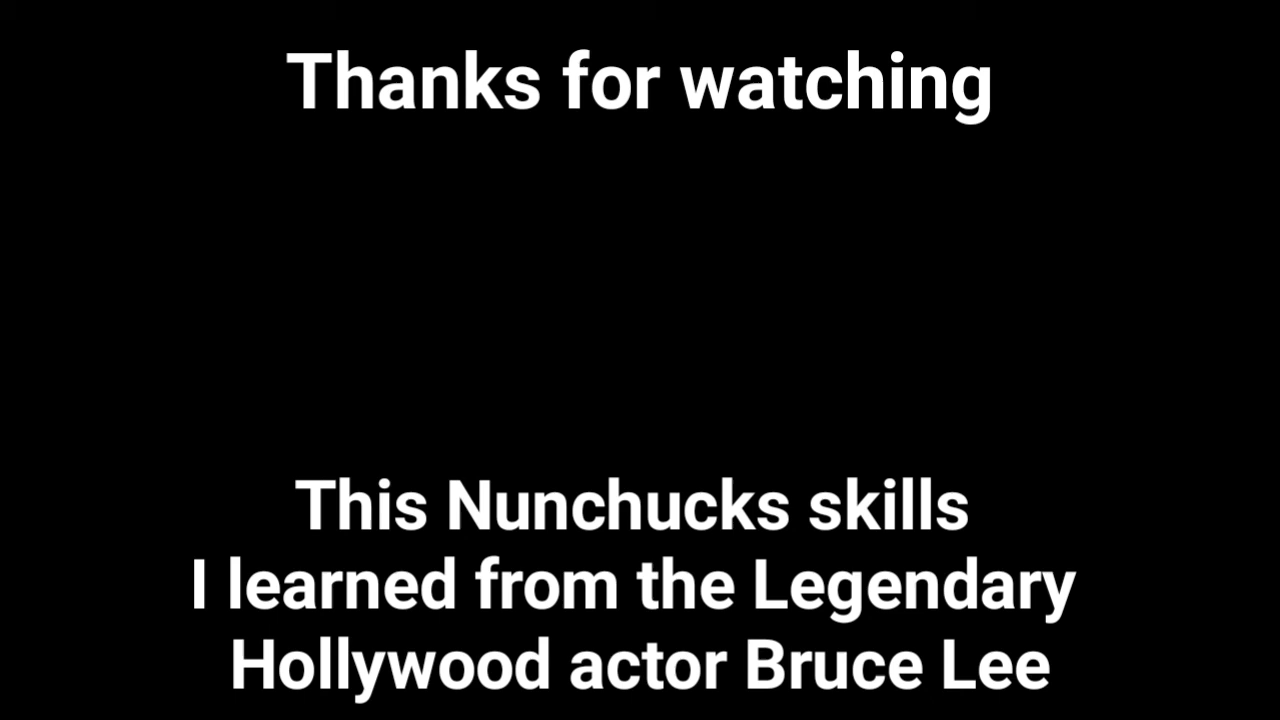 Thanks for watching
This Nunchucks skills
I learned from the Legendary
Hollywood actor Bruce Lee